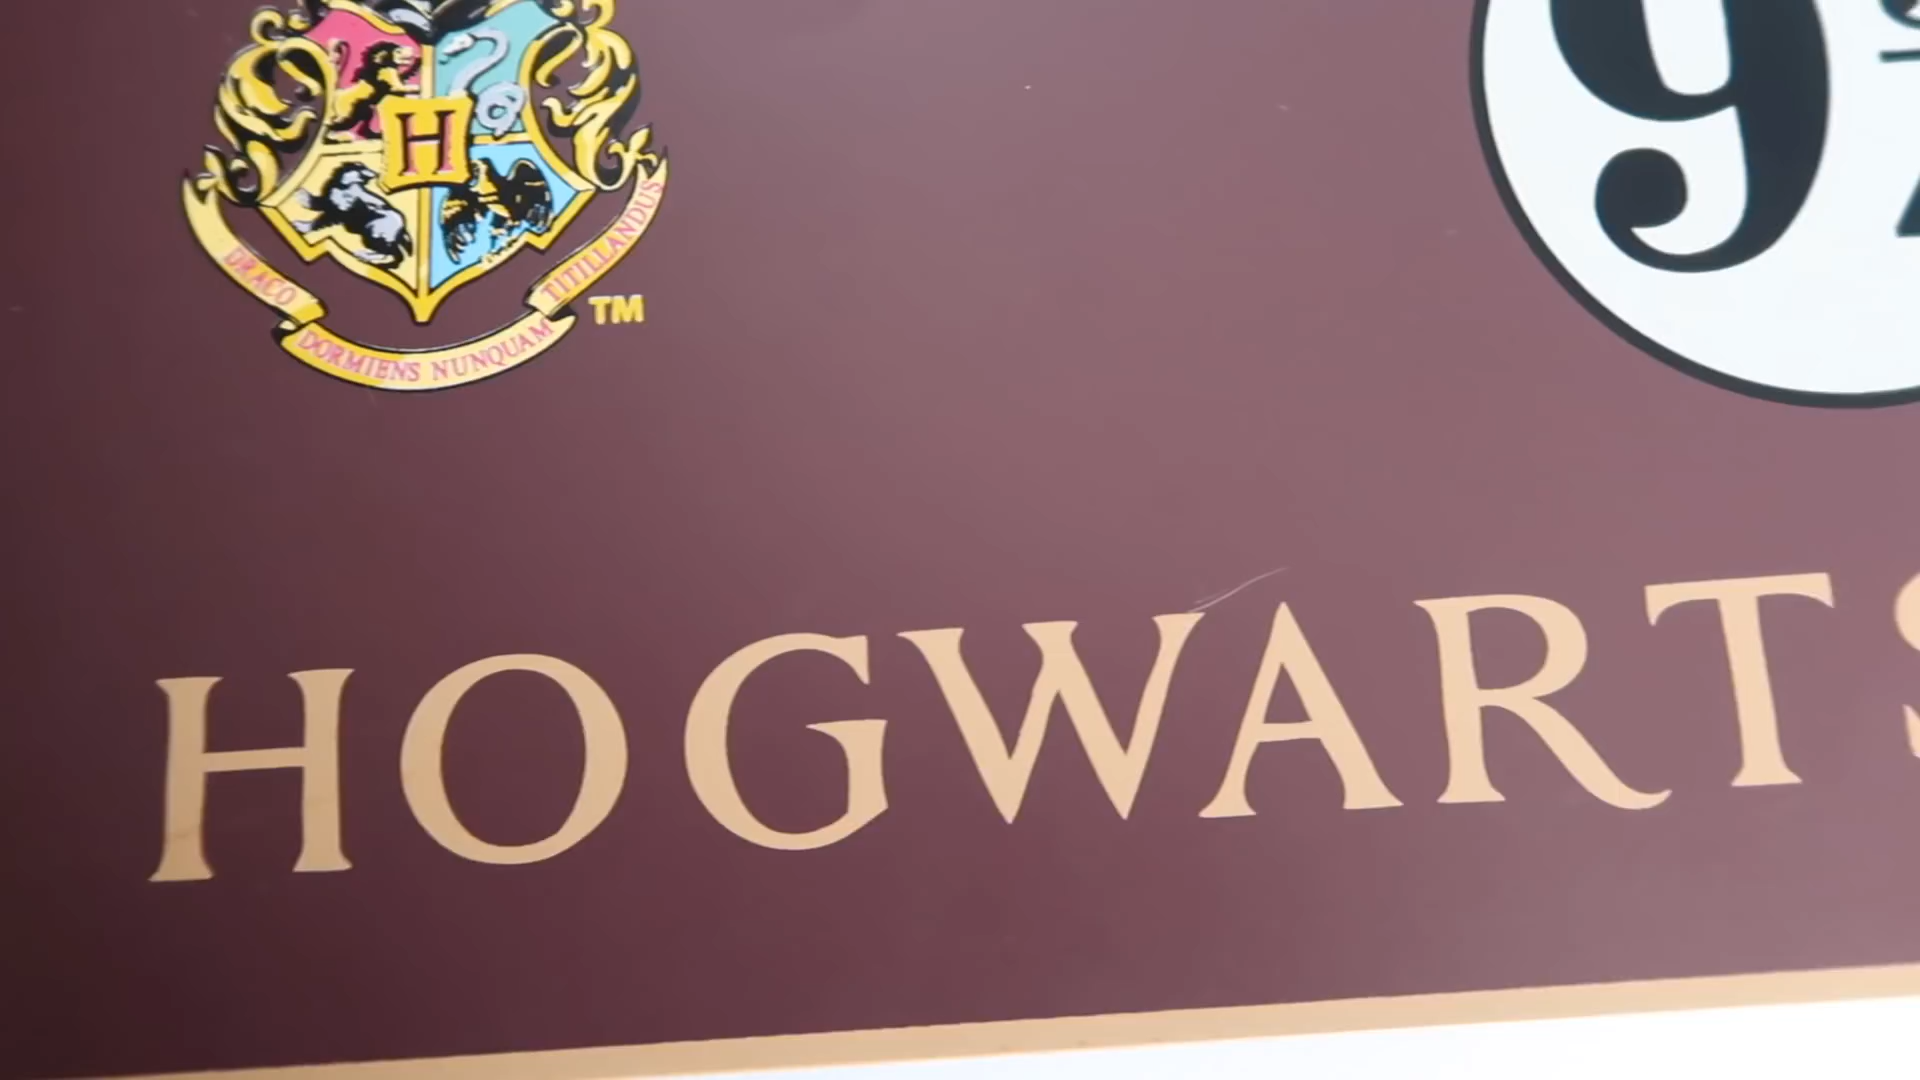 H
DRACO
DORMIENS NUNQUAM
TITILLANDUS
TM
9
HOGWARTS